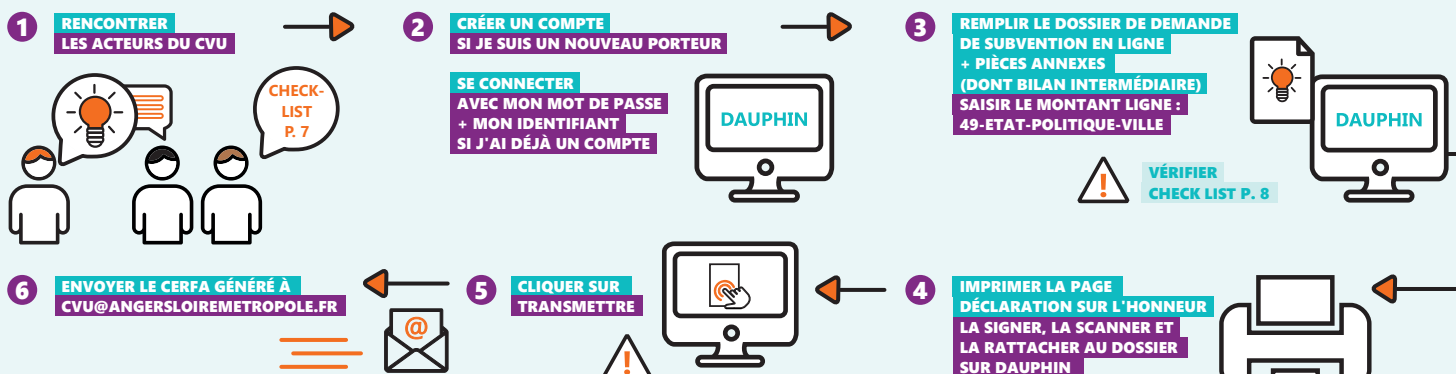 1
RENCONTRER
LES ACTEURS DU CVU
CHECK-
LIST
P. 7
2
CRÉER UN COMPTE
SI JE SUIS UN NOUVEAU PORTEUR
SE CONNECTER
AVEC MON MOT DE PASSE
+ MON IDENTIFIANT
SI J'AI DÉJÀ UN COMPTE
DAUPHIN
3
REMPLIR LE DOSSIER DE DEMANDE
DE SUBVENTION EN LIGNE
+ PIÈCES ANNEXES
(DONT BILAN INTERMÉDIAIRE)
SAISIR LE MONTANT LIGNE :
49-ETAT-POLITIQUE-VILLE
DAUPHIN
!
VÉRIFIER
CHECK LIST P. 8
4
IMPRIMER LA PAGE
DÉCLARATION SUR L'HONNEUR
LA SIGNER, LA SCANNER ET
LA RATTACHER AU DOSSIER
SUR DAUPHIN
5
CLIQUER SUR
TRANSMETTRE
!
6
ENVOYER LE CERFA GÉNÉRÉ À
CVU@ANGERSLOIREMETROPOLE.FR
@